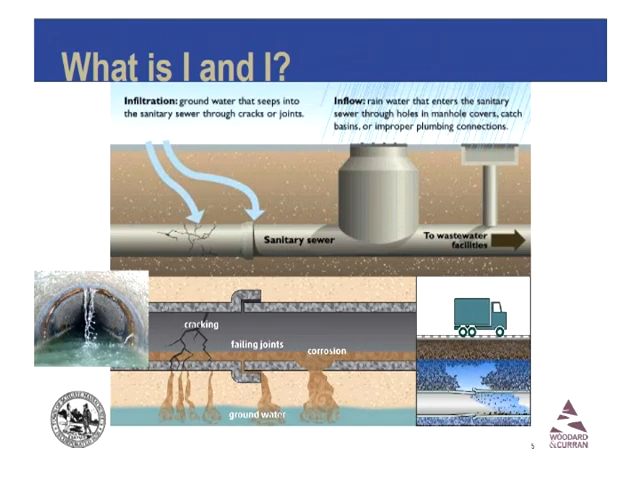 What is I and I?
Infiltration: ground water that seeps into
the sanitary sewer through cracks or joints.
Inflow: rain water that enters the sanitary
sewer through holes in manhole covers, catch
basins, or improper plumbing connections.
Sanitary sewer
To wastewater
facilities
cracking
failing joints
corrosion
ground water
5
WOODARD
&CURRAN